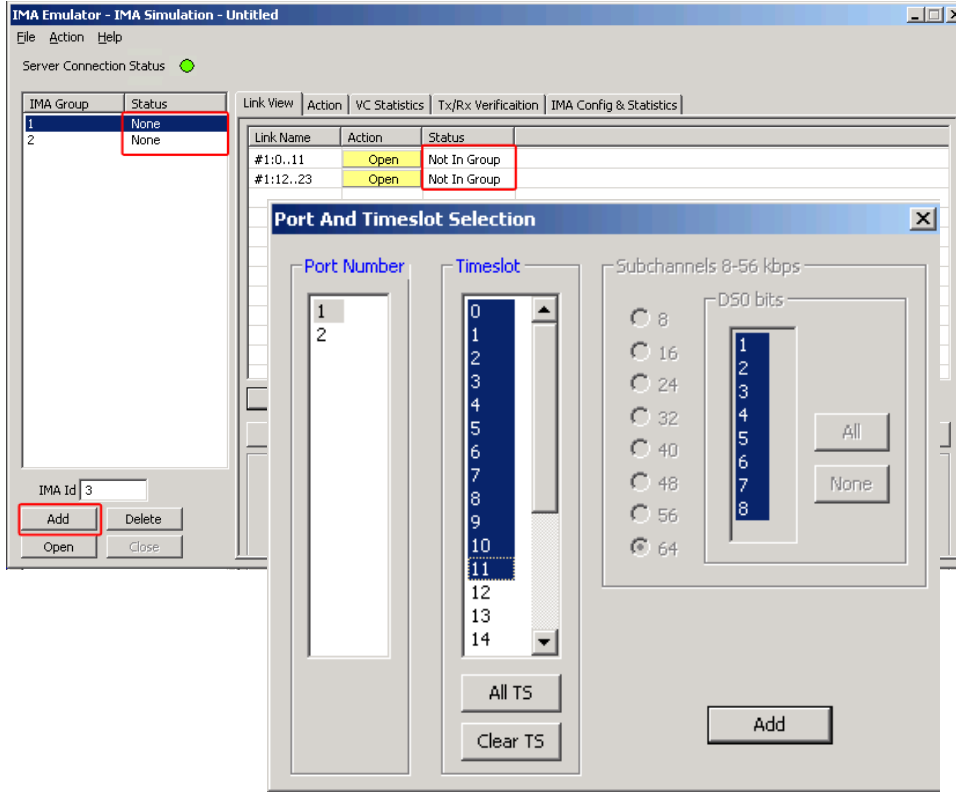 IMA Emulator - IMA Simulation - Untitled
File Action Help
Server Connection Status
IMA Group Status
1 None
2 None
Link View Action VC Statistics Tx/Rx Verificaition IMA Config & Statistics
Link Name Action Status
#1:0..11 Open Not In Group
#1:12..23 Open Not In Group
IMA Id 3
Add Delete
Open Close
Port And Timeslot Selection
Port Number
1
2
Timeslot
0
1
2
3
4
5
6
7
8
9
10
11
12
13
14
All TS
Clear TS
Subchannels 8-56 kbps
8
16
24
32
40
48
56
64
DS0 bits
1
2
3
4
5
6
7
8
All
None
Add